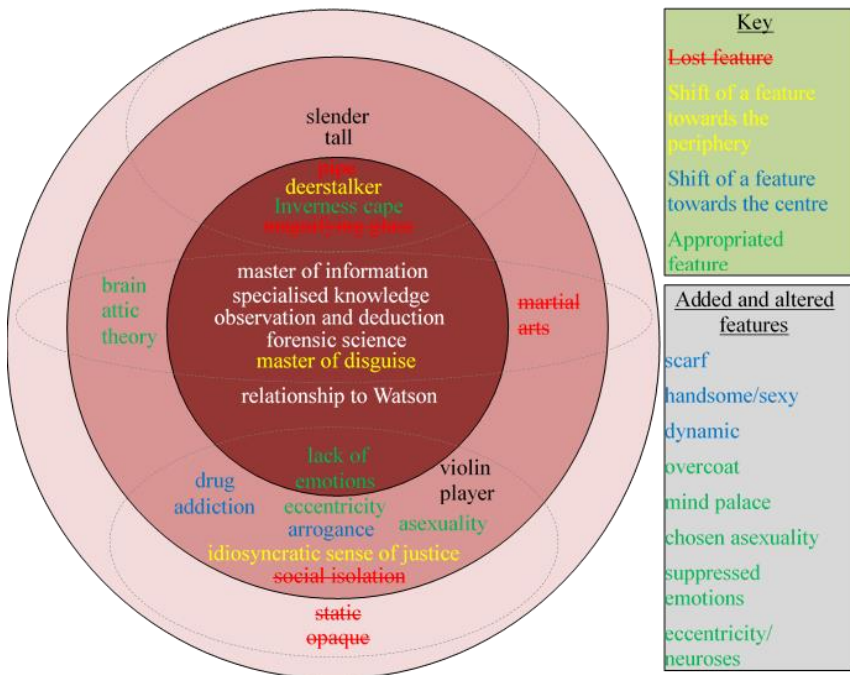 slender
tall
pipe
deerstalker
Inverness cape
magnifying glass
master of information
specialised knowledge
observation and deduction
forensic science
master of disguise
relationship to Watson
brain
attic
theory
martial
arts
lack of
emotions
eccentricity
arrogance
drug
addiction
violin
player
asexuality
idiosyncratic sense of justice
social isolation
static
opaque
Key
Lost feature
Shift of a feature
towards the
periphery
Shift of a feature
towards the centre
Appropriated
feature
Added and altered
features
scarf
handsome/sexy
dynamic
overcoat
mind palace
chosen asexuality
suppressed
emotions
eccentricity/
neuroses